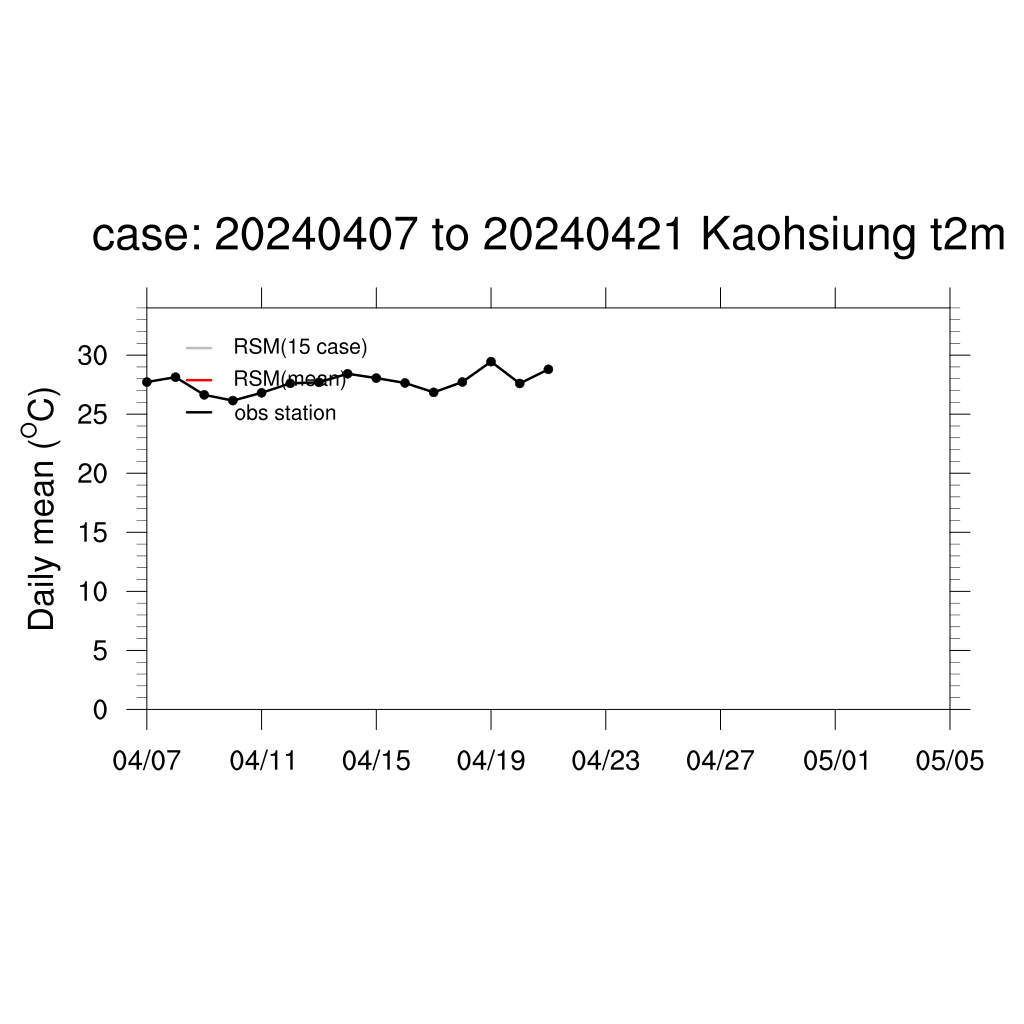 case: 20240407 to 20240421 Kaohsiung t2m
RSM(15 case)
RSM(mean)
obs station
Daily mean (°C)
30
25
20
15
10
5
0
04/07 04/11 04/15 04/19 04/23 04/27 05/01 05/05